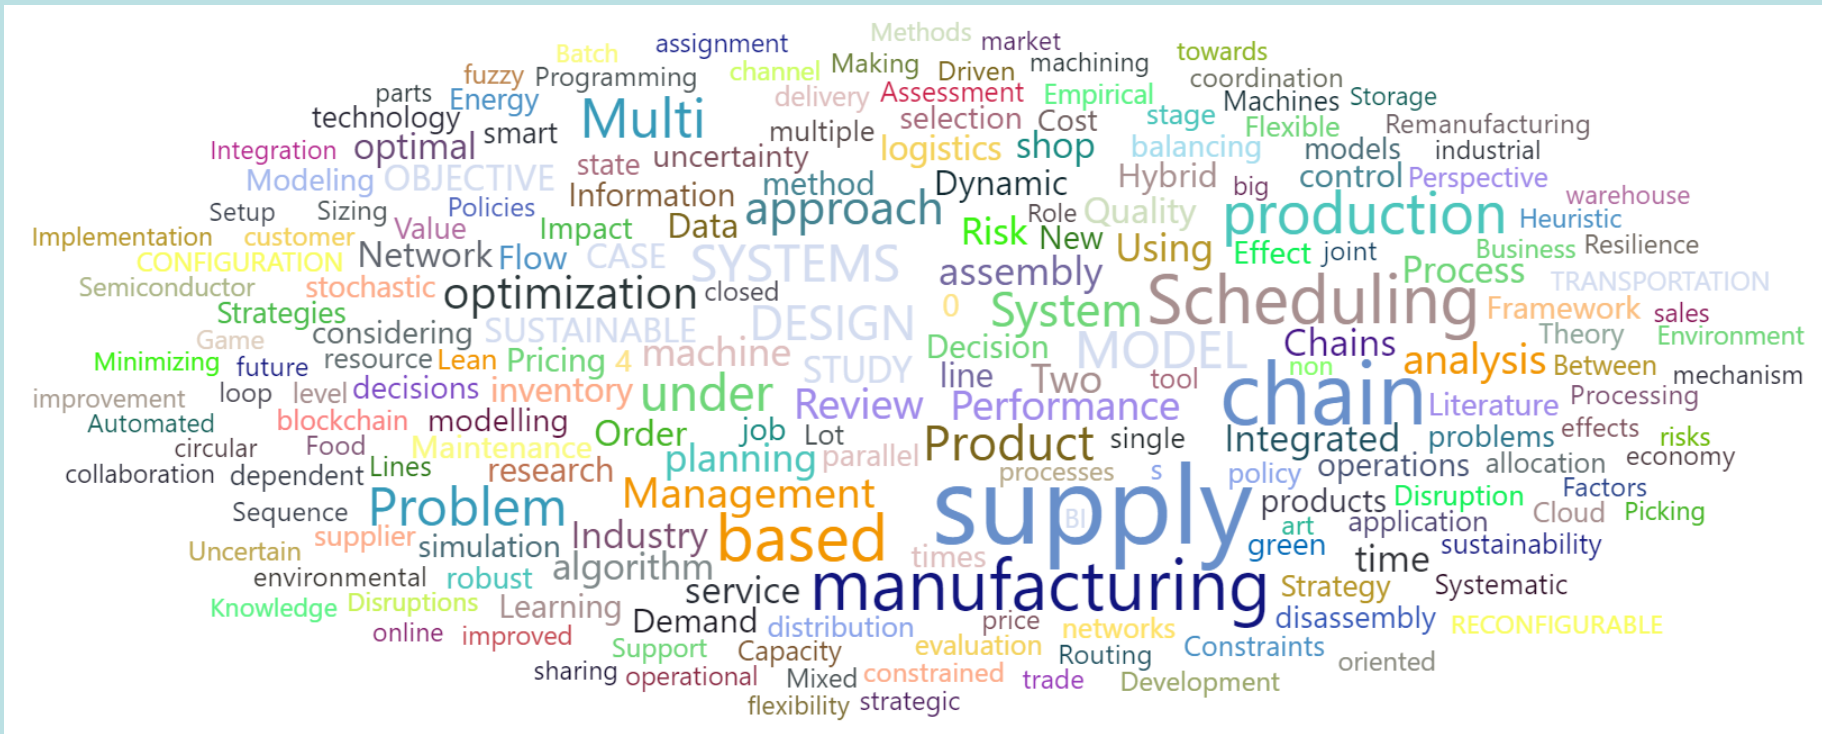 Methods
Batch assignment market towards
fuzzy Programming channel Making Driven machining coordination
parts Energy delivery Assessment Empirical Machines Storage
technology smart Multi multiple selection Cost stage Flexible Remanufacturing
Integration optimal state uncertainty logistics shop balancing models industrial
Modeling OBJECTIVE Information method Dynamic Hybrid big control Perspective warehouse
Setup Sizing Policies approach Role Quality production Heuristic
Implementation customer Value Impact Data Risk New Using Effect joint Business Resilience
CONFIGURATION Network Flow CASE SYSTEMS assembly Process TRANSPORTATION
Semiconductor stochastic optimization closed 0 System Scheduling Framework sales
Strategies considering SUSTAINABLE DESIGN Theory Environment
Game resource Lean Pricing 4 machine STUDY Decision MODEL Chains analysis Between
Minimizing future non mechanism
improvement loop level decisions inventory under Review line Two tool Performance chain Literature Processing
Automated blockchain modelling Order job Lot Product single Integrated problems effects risks
circular Food Maintenance planning parallel economy
collaboration dependent Lines research processes s policy operations allocation
Sequence Problem Management supply products Disruption Factors
supplier Industry based BI art application Cloud Picking
Uncertain simulation times green time sustainability
environmental robust algorithm service manufacturing Strategy Systematic
Knowledge Disruptions Learning Demand distribution price networks disassembly RECONFIGURABLE
online improved Support Capacity evaluation Routing Constraints oriented
sharing operational Mixed constrained trade Development
flexibility strategic